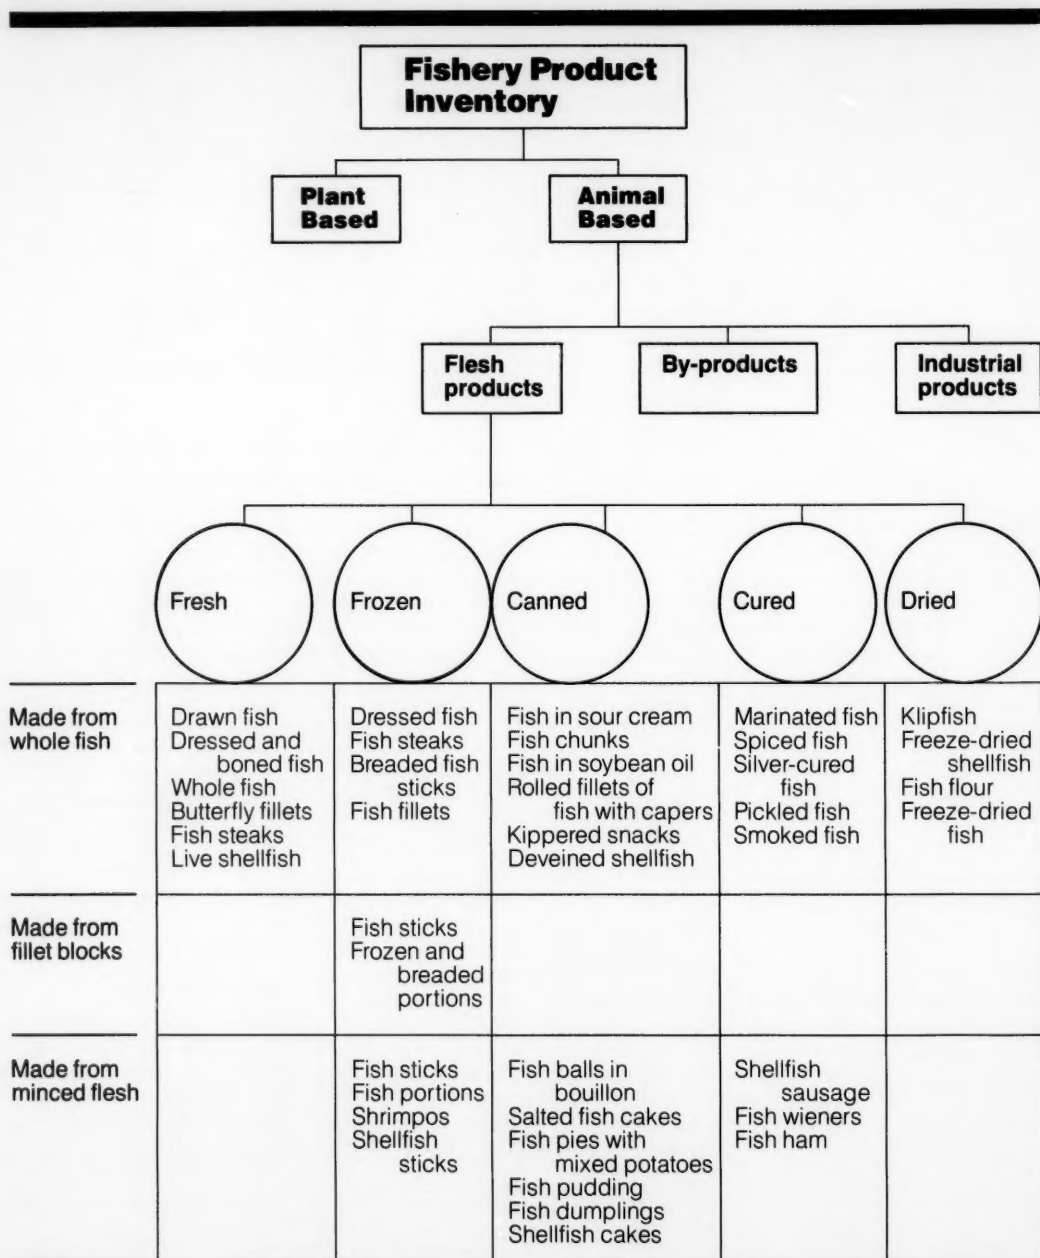 Fishery Product
Inventory
Plant
Based
Animal
Based
Flesh
products
By-products
Industrial
products
Fresh
Frozen
Canned
Cured
Dried
Made from
whole fish
Drawn fish
Dressed and
boned fish
Whole fish
Butterfly fillets
Fish steaks
Live shellfish
Dressed fish
Fish steaks
Breaded fish
sticks
Fish fillets
Fish in sour cream
Fish chunks
Fish in soybean oil
Rolled fillets of
fish with capers
Kippered snacks
Deveined shellfish
Marinated fish
Spiced fish
Silver-cured
fish
Pickled fish
Smoked fish
Klipfish
Freeze-dried
shellfish
Fish flour
Freeze-dried
fish
Made from
fillet blocks
Fish sticks
Frozen and
breaded
portions
Made from
minced flesh
Fish sticks
Fish portions
Shrimpos
Shellfish
sticks
Fish balls in
bouillon
Salted fish cakes
Fish pies with
mixed potatoes
Fish pudding
Fish dumplings
Shellfish cakes
Shellfish
sausage
Fish wieners
Fish ham